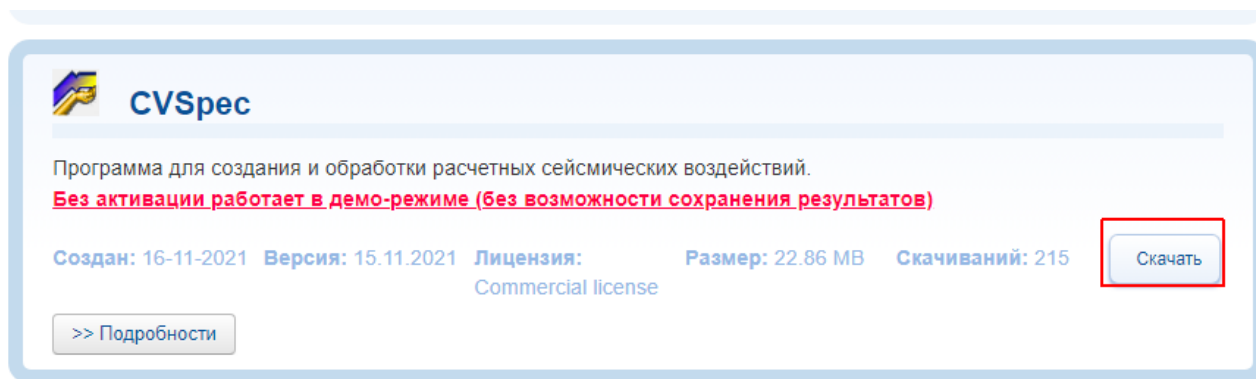 CVSpec
Программа для создания и обработки расчетных сейсмических воздействий.
Без активации работает в демо-режиме (без возможности сохранения результатов)
Создан: 16-11-2021 Версия: 15.11.2021 Лицензия: Размер: 22.86 MB Скачиваний: 215 Скачать
Commercial license
>> Подробности